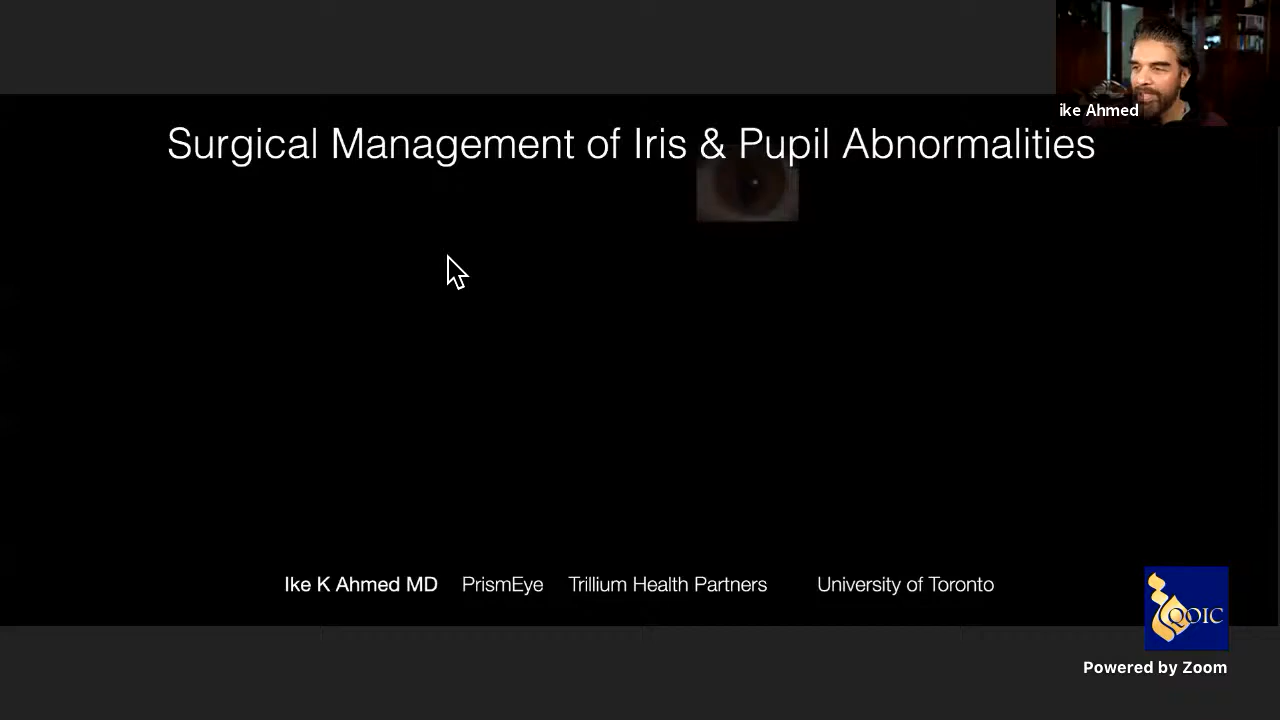 ike Ahmed
Surgical Management of Iris & Pupil Abnormalities
Ike K Ahmed MD PrismEye Trillium Health Partners University of Toronto
QOIC
Powered by Zoom